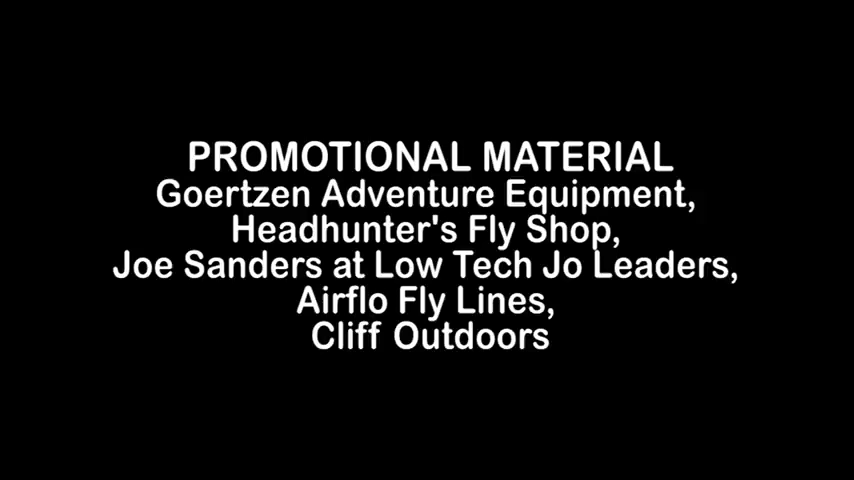 PROMOTIONAL MATERIAL
Goertzen Adventure Equipment,
Headhunter's Fly Shop,
Joe Sanders at Low Tech Jo Leaders,
Airflo Fly Lines,
Cliff Outdoors